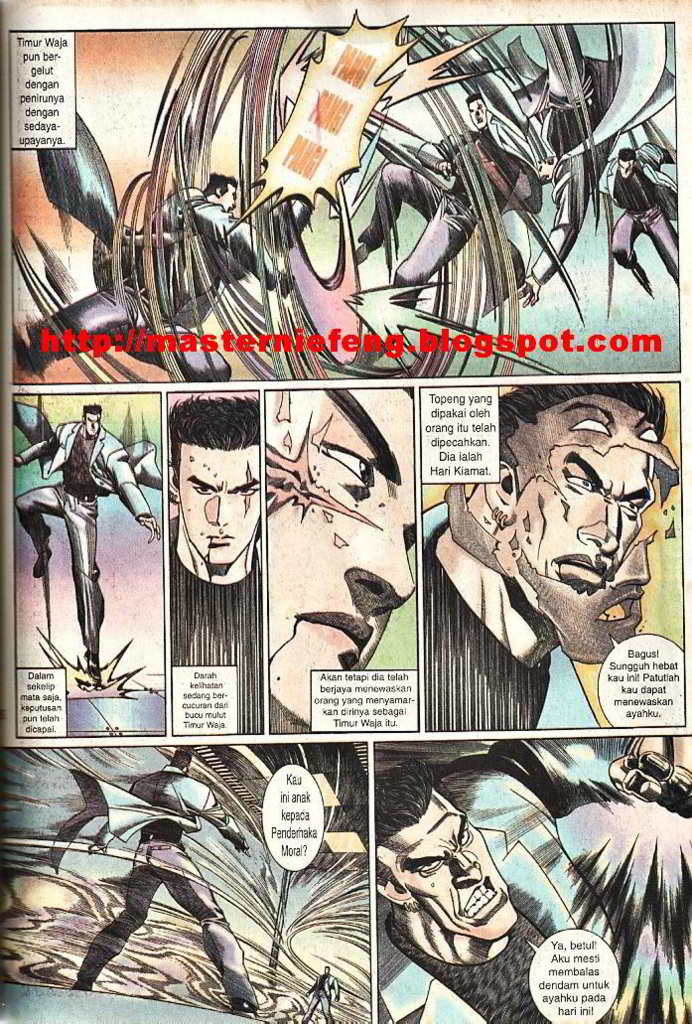 Timur Waja
pun ber-
gelut
dengan
penirunya
dengan
sedaya-
upayanya.
http://masterniefeng.blogspot.com
Dalam
sekelip
mata saja,
keputusan
pun telah
dicapai.
Darah
kelihatan
sedang ber-
cucuran dari
bucu mulut
Timur Waja.
Akan tetapi dia telah
berjaya menewaskan
orang yang menyamar-
kan dirinya sebagai
Timur Waja itu.
Topeng yang
dipakai oleh
orang itu telah
dipecahkan.
Dia ialah
Hari Kiamat.
Bagus!
Sungguh hebat
kau ini! Patutlah
kau dapat
menewaskan
ayahku.
Kau
ini anak
kepada
Penderhaka
Moral?
Ya, betul!
Aku mesti
membalas
dendam untuk
ayahku pada
hari ini!